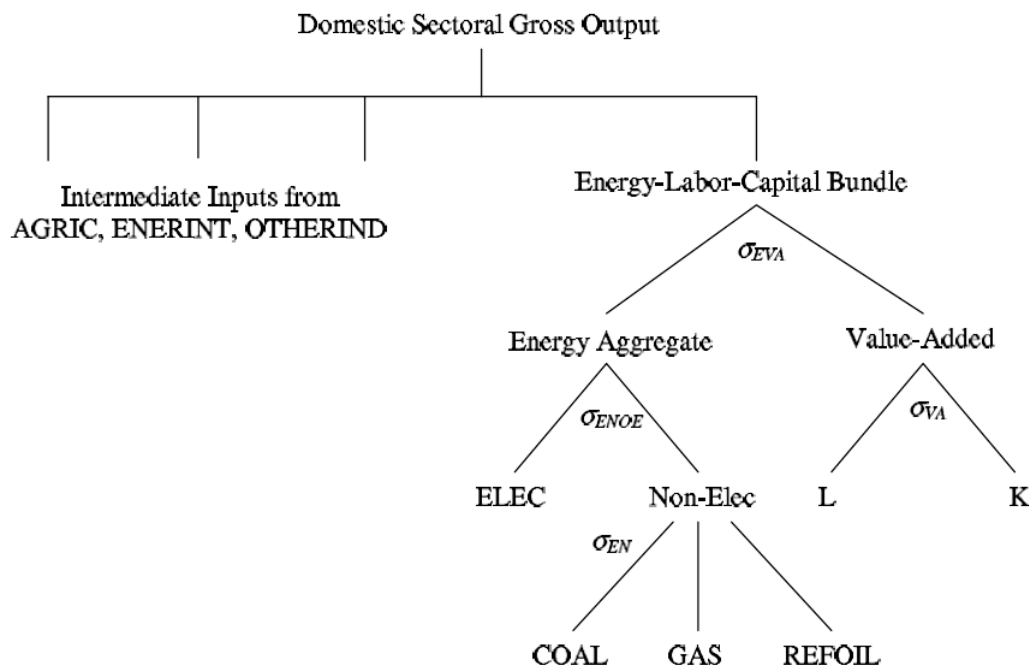 Domestic Sectoral Gross Output
Intermediate Inputs from
AGRIC, ENERINT, OTHERIND
Energy-Labor-Capital Bundle
σEVA
Energy Aggregate
Value-Added
σENOE
σVA
ELEC
Non-Elec
L
K
σEN
COAL
GAS
REFOIL